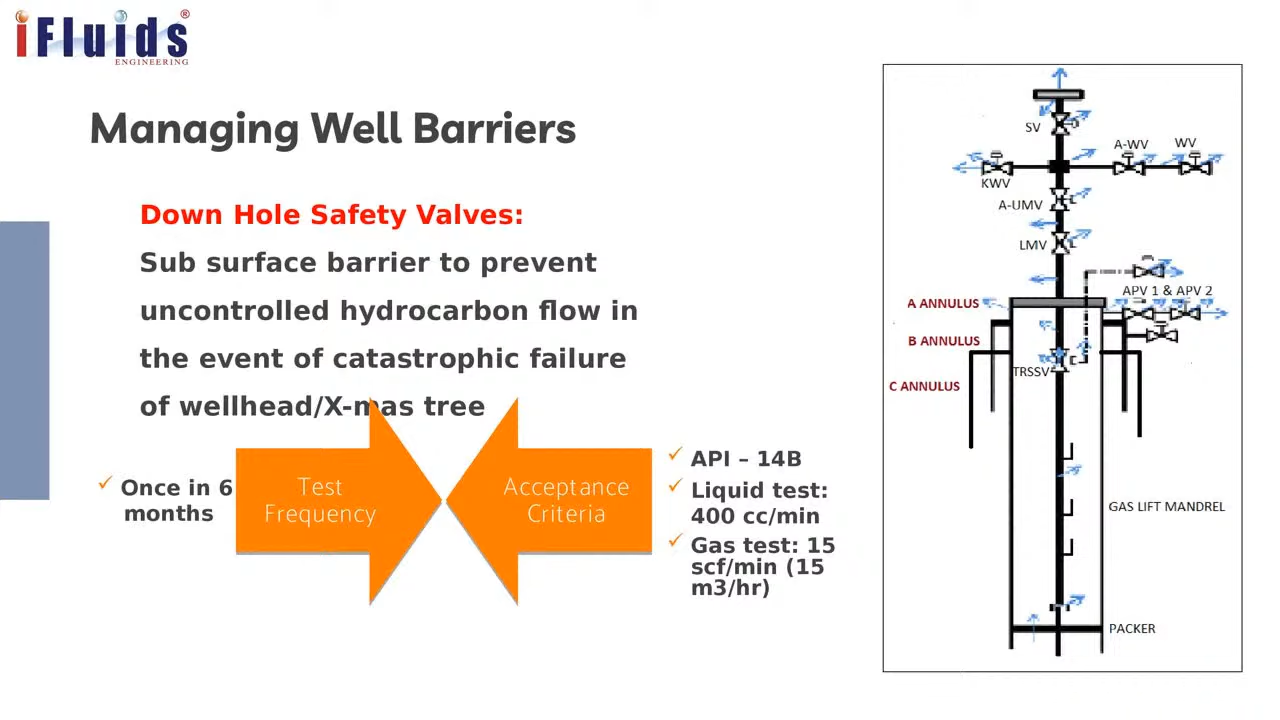 iFluids®
ENGINEERING
Managing Well Barriers
Down Hole Safety Valves:
Sub surface barrier to prevent
uncontrolled hydrocarbon flow in
the event of catastrophic failure
of wellhead/X-mas tree
✓ Once in 6
months
Test
Frequency
Acceptance
Criteria
✓ API – 14B
✓ Liquid test:
400 cc/min
✓ Gas test: 15
scf/min (15
m3/hr)
SV
A-WV
WV
KWV
A-UMV
LMV
APV 1 & APV 2
A ANNULUS
B ANNULUS
TRSSV
C ANNULUS
GAS LIFT MANDREL
PACKER